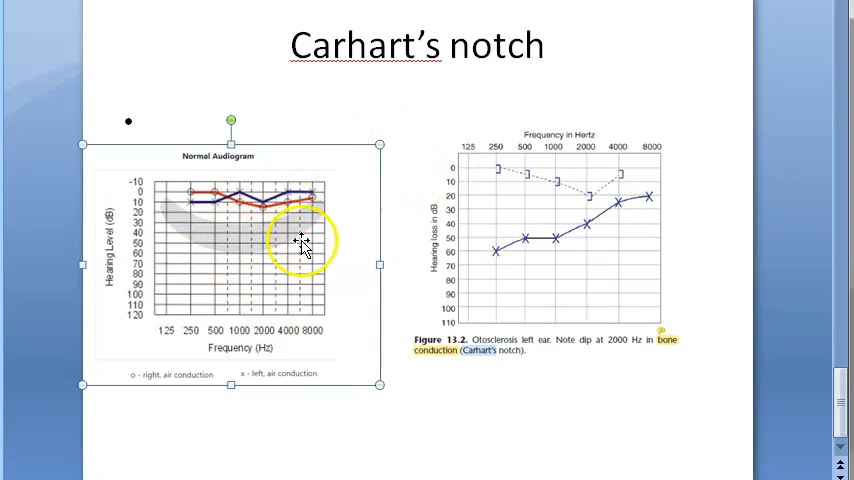 Carhart's notch
Normal Audiogram
-10
0
10
20
30
40
50
60
70
80
90
100
110
120
Hearing Level (dB)
125 250 500 1000 2000 4000 8000
Frequency (Hz)
o - right, air conduction x - left, air conduction
Frequency in Hertz
125 250 500 1000 2000 4000 8000
0
10
20
30
40
50
60
70
80
90
100
110
Hearing loss in dB
Figure 13.2. Otosclerosis left ear. Note dip at 2000 Hz in bone
conduction (Carhart's notch).